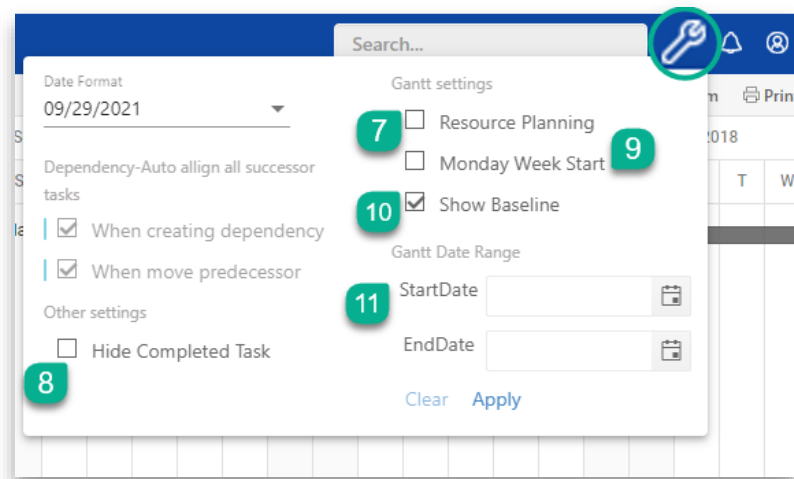 Search...
Date Format
09/29/2021
Dependency-Auto allign all successor
tasks
When creating dependency
When move predecessor
Other settings
Hide Completed Task
8
Gantt settings
7
Resource Planning
Monday Week Start
9
10
Show Baseline
Gantt Date Range
11
StartDate
EndDate
Clear Apply
m Prin
2018
S
S T W